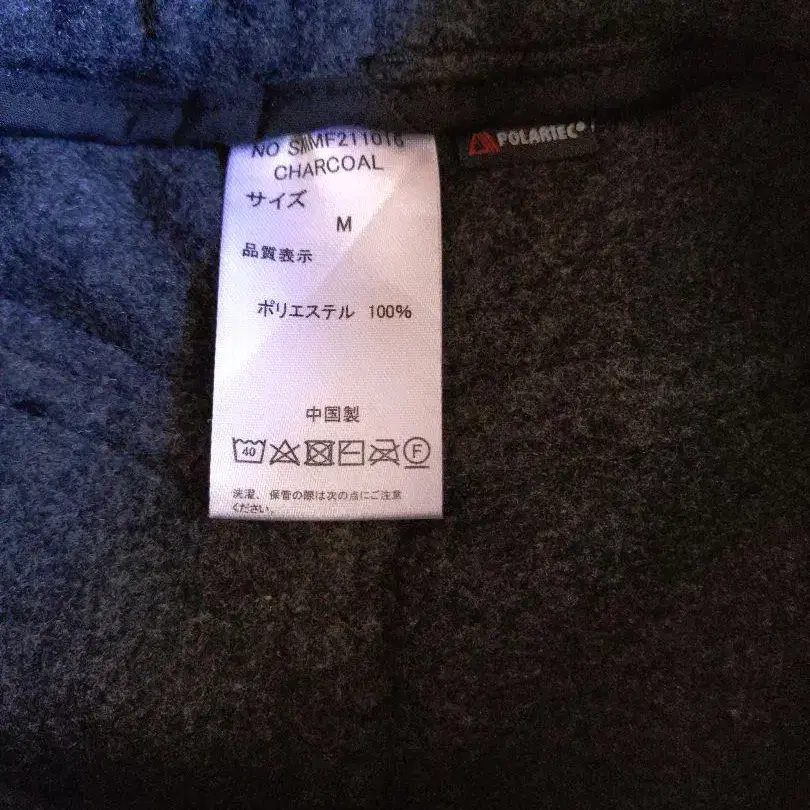 CHARCOAL
サイズ
M
品質表示
ポリエステル 100%
中国製
40 F
洗濯、保管の際は次の点にご注意
ください。
POLARTEC®